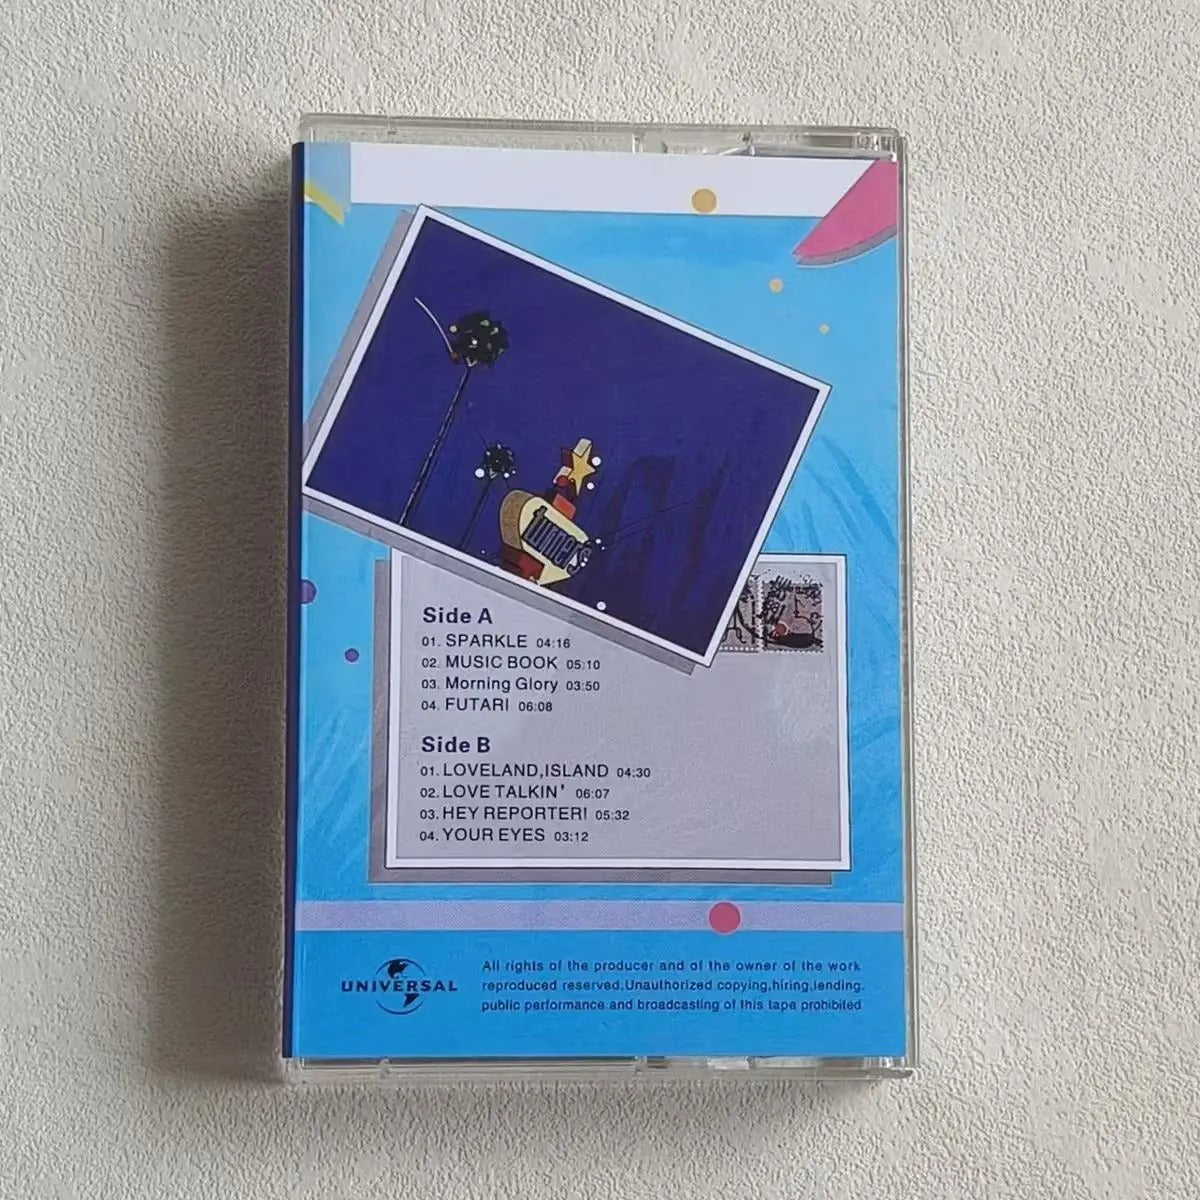 turner's
Side A
01. SPARKLE 04:16
02. MUSIC BOOK 05:10
03. Morning Glory 03:50
04. FUTARI 06:08
Side B
01. LOVELAND,ISLAND 04:30
02. LOVE TALKIN' 06:07
03. HEY REPORTER! 05:32
04. YOUR EYES 03:12
UNIVERSAL
All rights of the producer and of the owner of the work
reproduced reserved.Unauthorized copying,hiring,lending.
public performance and broadcasting of this tape prohibited